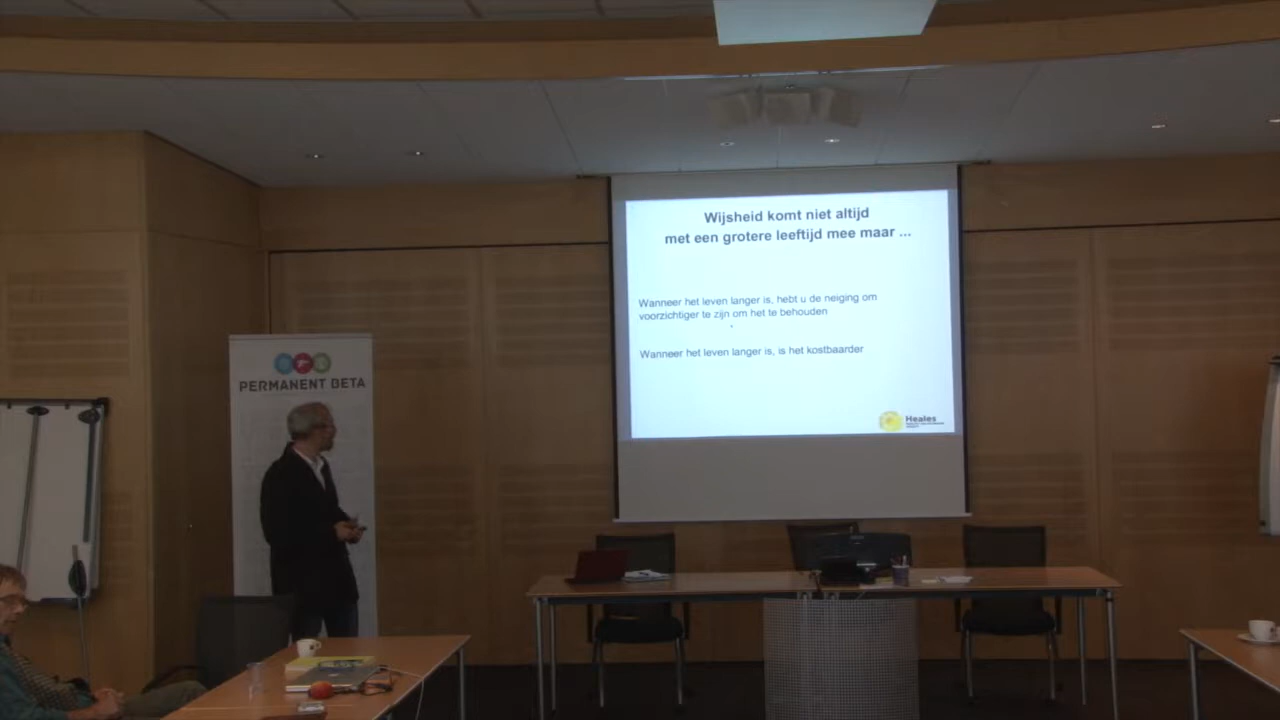 Wijsheid komt niet altijd
met een grotere leeftijd mee maar ...
Wanneer het leven langer is, hebt u de neiging om
voorzichtiger te zijn om het te behouden
Wanneer het leven langer is, is het kostbaarder
Heales
PERMANENT BETA